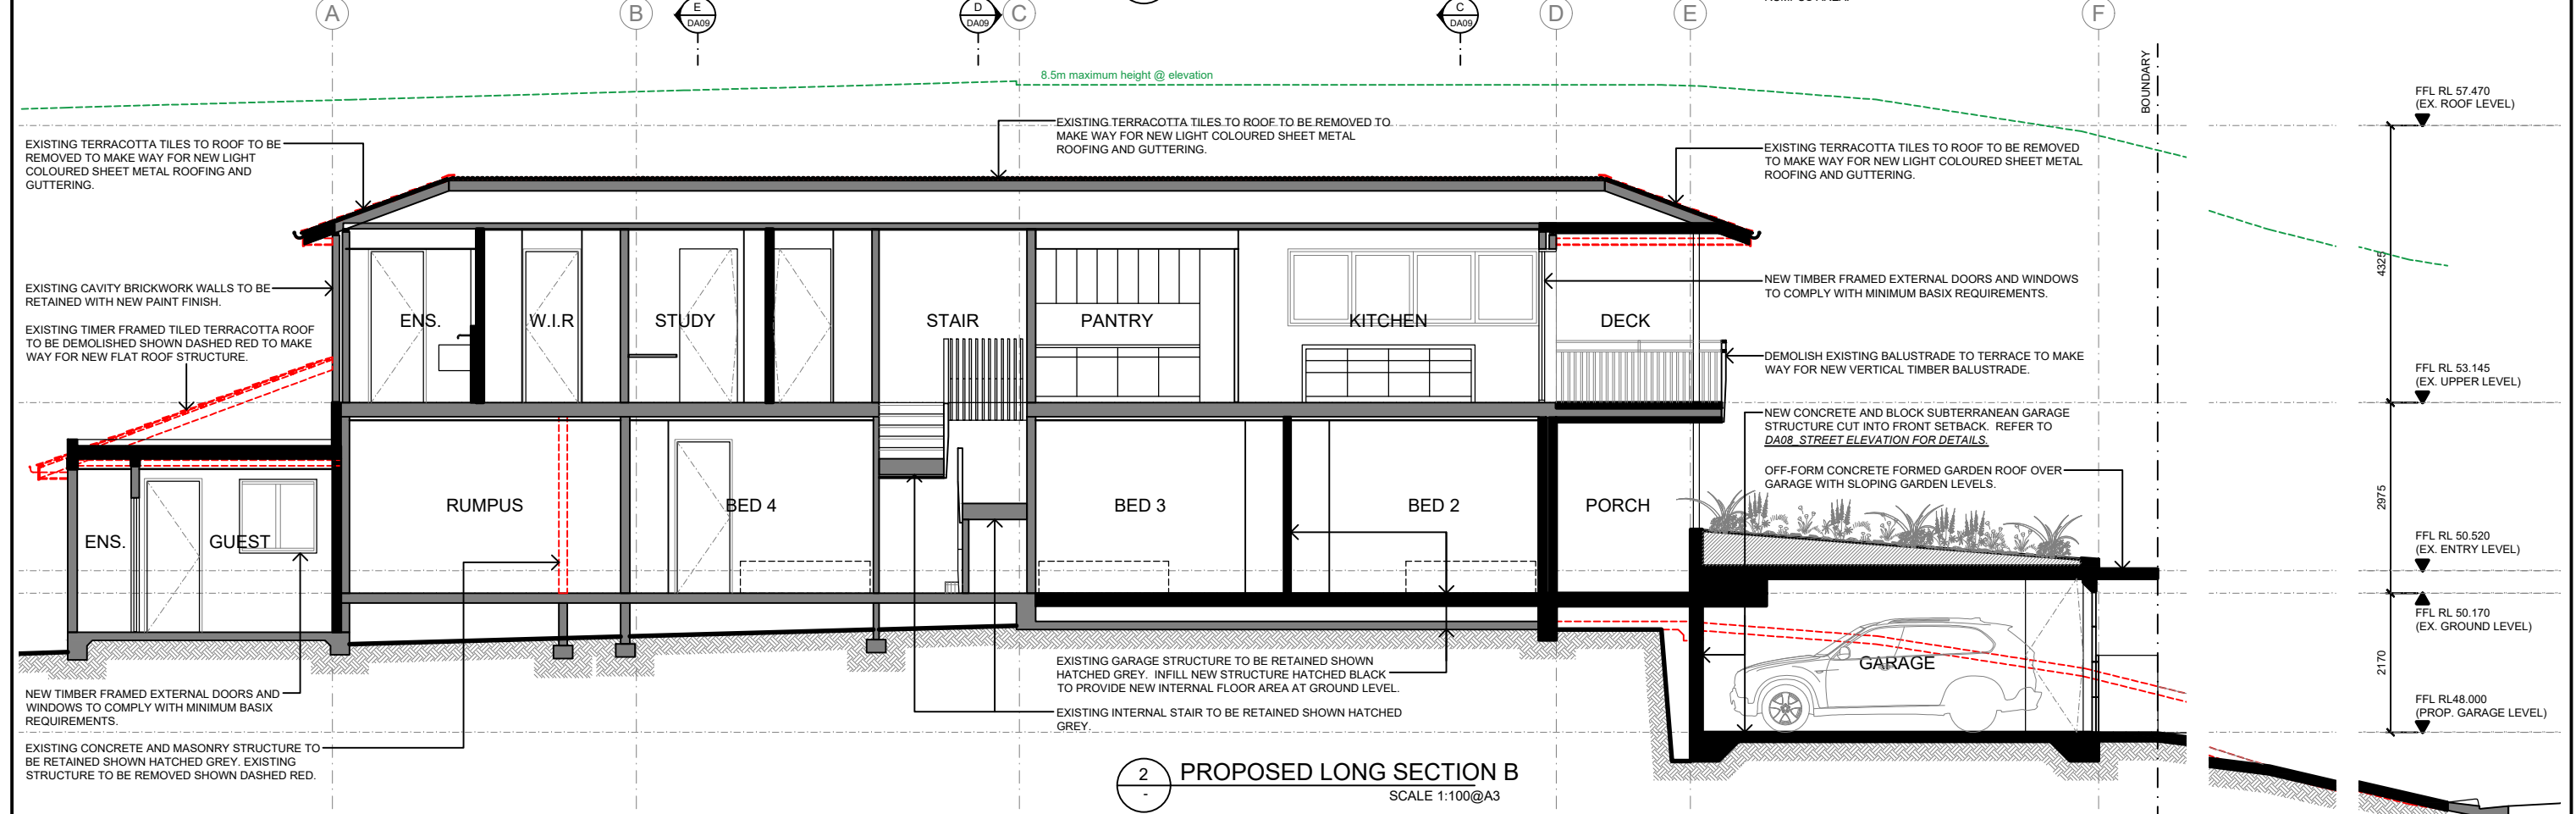 A
B
E
DA09
D
DA09
C
C
DA09
D
E
F
8.5m maximum height @ elevation
BOUNDARY
FFL RL 57.470
(EX. ROOF LEVEL)
EXISTING TERRACOTTA TILES TO ROOF TO BE
REMOVED TO MAKE WAY FOR NEW LIGHT
COLOURED SHEET METAL ROOFING AND
GUTTERING.
EXISTING TERRACOTTA TILES TO ROOF TO BE REMOVED TO
MAKE WAY FOR NEW LIGHT COLOURED SHEET METAL
ROOFING AND GUTTERING.
EXISTING TERRACOTTA TILES TO ROOF TO BE REMOVED
TO MAKE WAY FOR NEW LIGHT COLOURED SHEET METAL
ROOFING AND GUTTERING.
EXISTING CAVITY BRICKWORK WALLS TO BE
RETAINED WITH NEW PAINT FINISH.
EXISTING TIMER FRAMED TILED TERRACOTTA ROOF
TO BE DEMOLISHED SHOWN DASHED RED TO MAKE
WAY FOR NEW FLAT ROOF STRUCTURE.
ENS.
W.I.R
STUDY
STAIR
PANTRY
KITCHEN
DECK
NEW TIMBER FRAMED EXTERNAL DOORS AND WINDOWS
TO COMPLY WITH MINIMUM BASIX REQUIREMENTS.
4325
DEMOLISH EXISTING BALUSTRADE TO TERRACE TO MAKE
WAY FOR NEW VERTICAL TIMBER BALUSTRADE.
FFL RL 53.145
(EX. UPPER LEVEL)
NEW CONCRETE AND BLOCK SUBTERRANEAN GARAGE
STRUCTURE CUT INTO FRONT SETBACK. REFER TO
DA08_STREET ELEVATION FOR DETAILS.
OFF-FORM CONCRETE FORMED GARDEN ROOF OVER
GARAGE WITH SLOPING GARDEN LEVELS.
ENS.
GUEST
RUMPUS
BED 4
BED 3
BED 2
PORCH
2975
FFL RL 50.520
(EX. ENTRY LEVEL)
FFL RL 50.170
(EX. GROUND LEVEL)
GARAGE
2170
FFL RL48.000
(PROP. GARAGE LEVEL)
NEW TIMBER FRAMED EXTERNAL DOORS AND
WINDOWS TO COMPLY WITH MINIMUM BASIX
REQUIREMENTS.
EXISTING CONCRETE AND MASONRY STRUCTURE TO
BE RETAINED SHOWN HATCHED GREY. EXISTING
STRUCTURE TO BE REMOVED SHOWN DASHED RED.
EXISTING GARAGE STRUCTURE TO BE RETAINED SHOWN
HATCHED GREY. INFILL NEW STRUCTURE HATCHED BLACK
TO PROVIDE NEW INTERNAL FLOOR AREA AT GROUND LEVEL.
EXISTING INTERNAL STAIR TO BE RETAINED SHOWN HATCHED
GREY.
2
-
PROPOSED LONG SECTION B
SCALE 1:100@A3